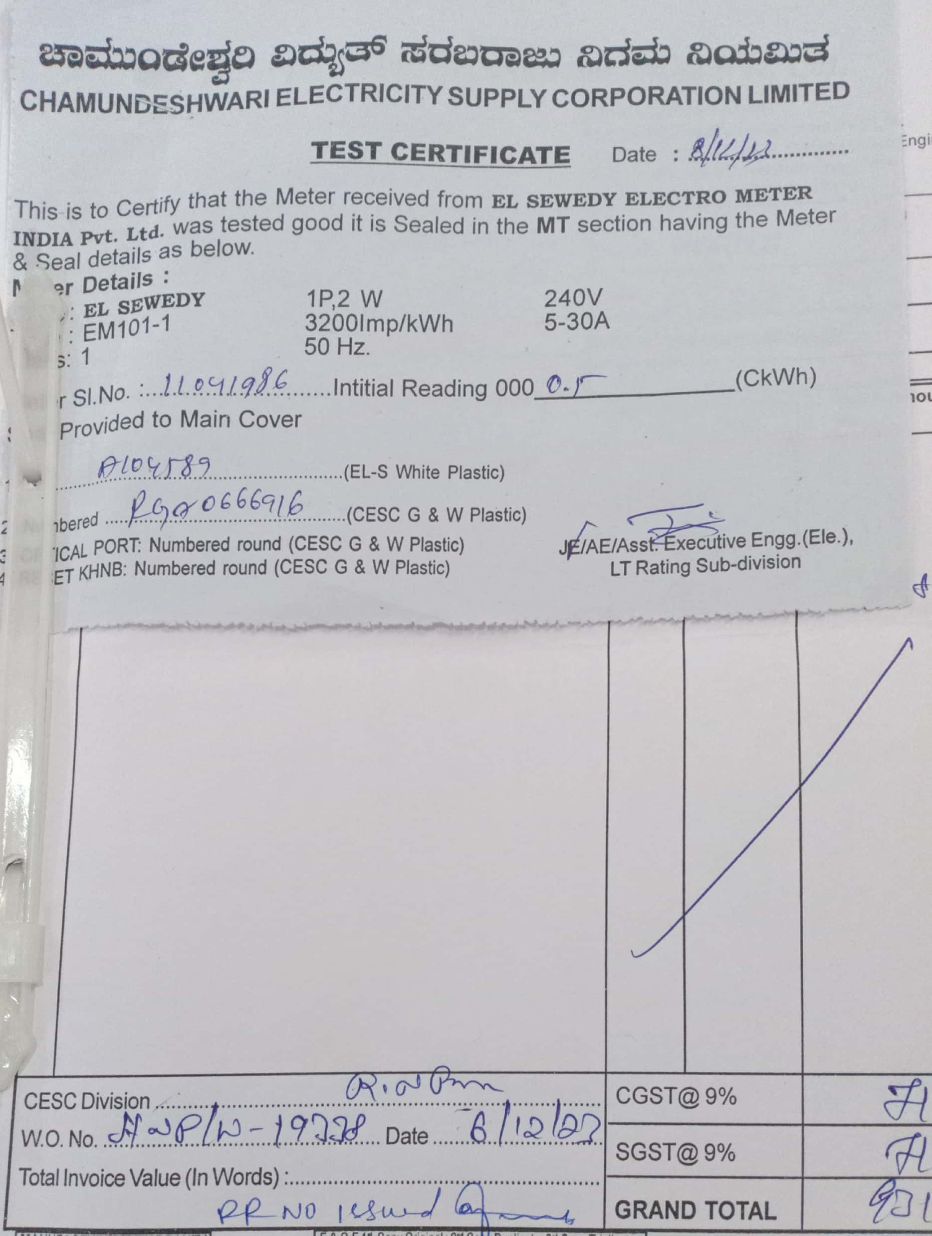 ಚಾಮುಂಡೇಶ್ವರಿ ವಿದ್ಯುತ್ ಸರಬರಾಜು ನಿಗಮ ನಿಯಮಿತ
CHAMUNDESHWARI ELECTRICITY SUPPLY CORPORATION LIMITED
TEST CERTIFICATE Date :
This is to Certify that the Meter received from EL SEWEDY ELECTRO METER
INDIA Pvt. Ltd. was tested good it is Sealed in the MT section having the Meter
& Seal details as below.
er Details :
: EL SEWEDY 1P,2 W 240V
: EM101-1 3200Imp/kWh 5-30A
s: 1 50 Hz.
r Sl.No. : 11041986 Intitial Reading 000 0.5 (CkWh)
Provided to Main Cover
A104589 (EL-S White Plastic)
bered (CESC G & W Plastic)
ICAL PORT: Numbered round (CESC G & W Plastic)
ET KHNB: Numbered round (CESC G & W Plastic)
JE/AE/Asst. Executive Engg.(Ele.),
LT Rating Sub-division
CESC Division CGST@ 9%
W.O. No. Date 6/12/23
SGST@ 9%
Total Invoice Value (In Words) :
RR NO issued
GRAND TOTAL